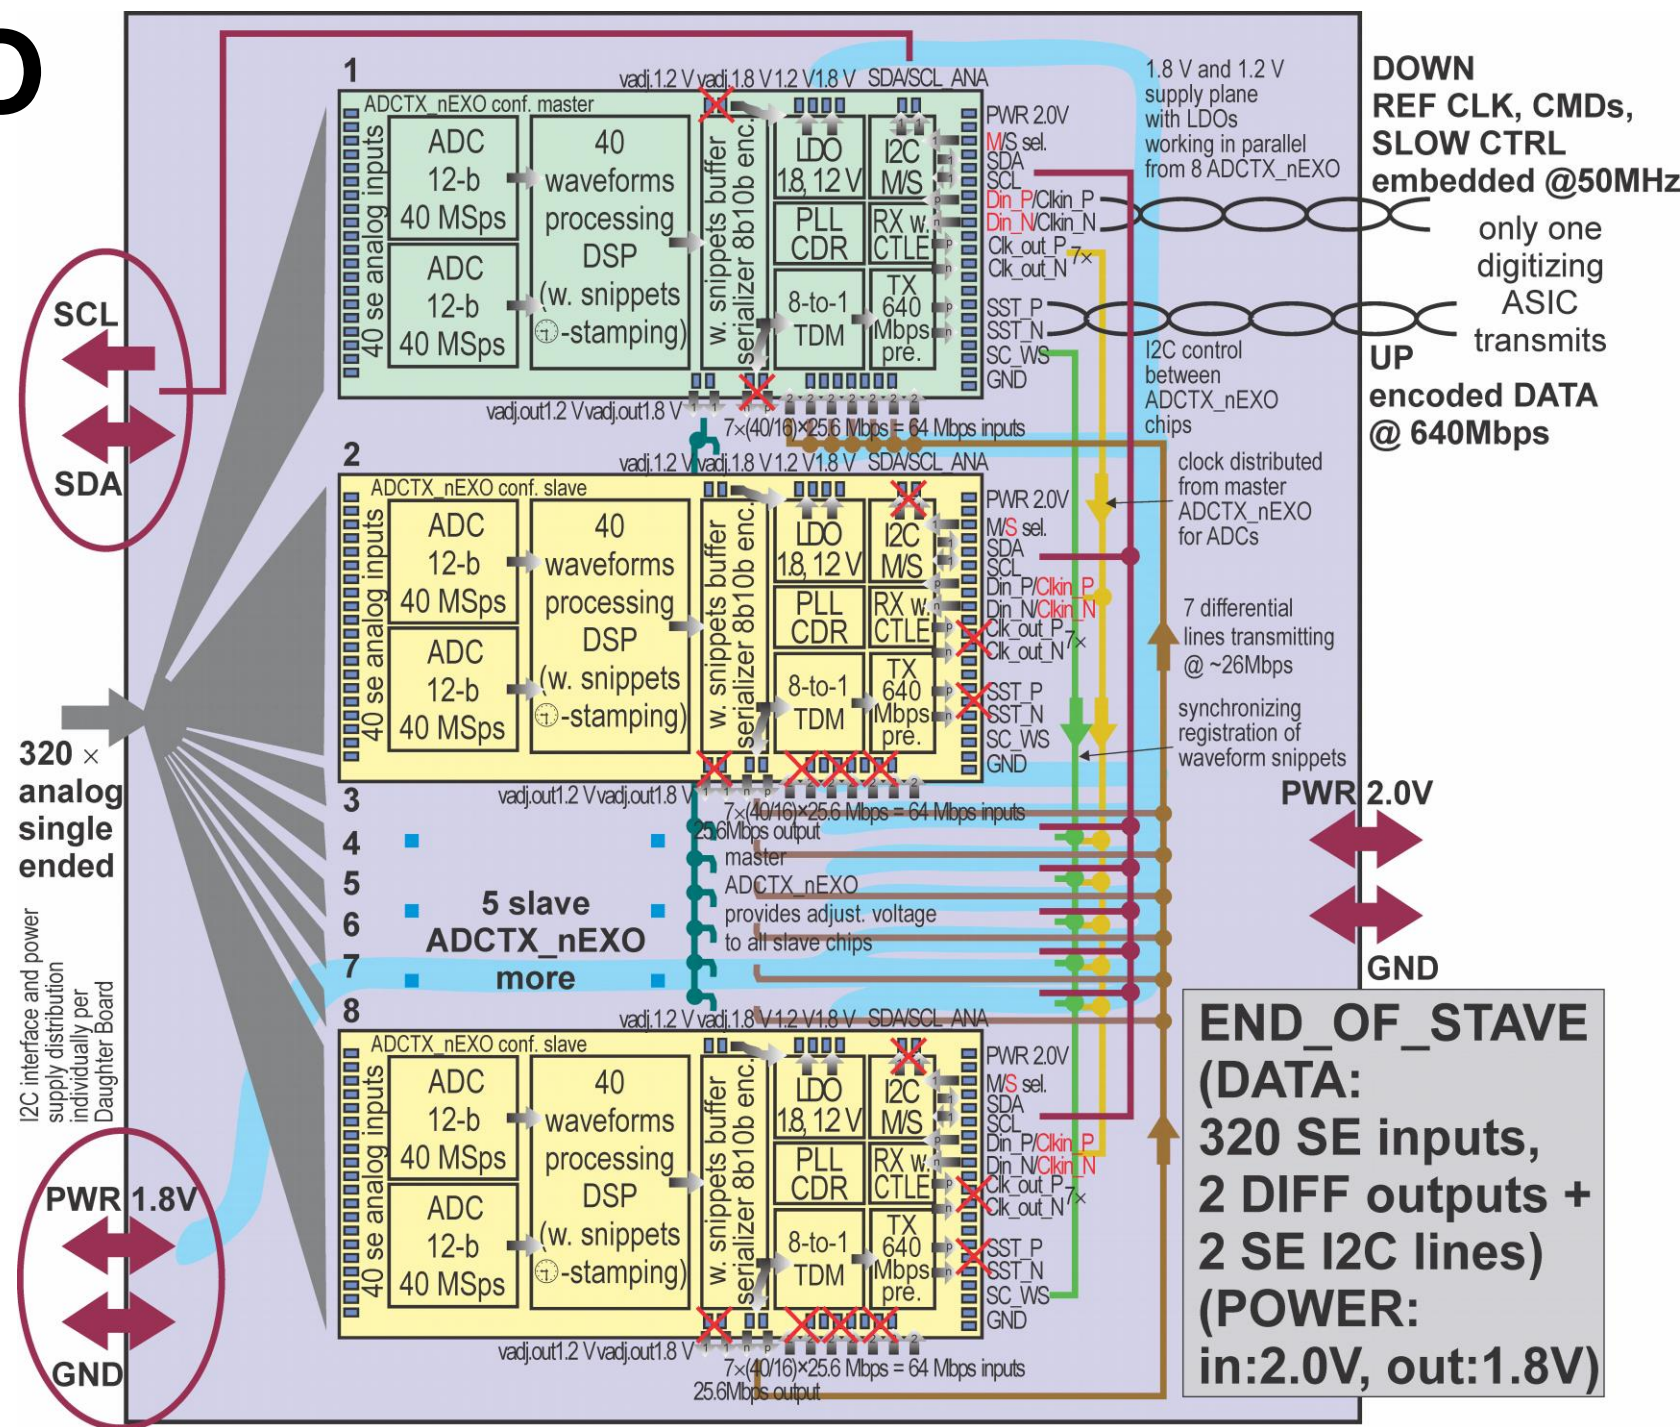 D
1
vadj.1.2 V vadj.1.8 V 1.2 V 1.8 V SDA/SCL_ANA
ADCTX_nEXO conf. master
40 se analog inputs
ADC
12-b
40 MSps
ADC
12-b
40 MSps
40
waveforms
processing
DSP
(w. snippets
-stamping)
w. snippets buffer
serializer 8b10b enc.
LDO
1.8, 12 V
I2C
M/S
PLL
CDR
RX w.
CTLE
8-to-1
TDM
TX
640
Mbps
pre.
PWR 2.0V
M/S sel.
SDA
SCL
Din_P/Clkin_P
Din_N/Clkin_N
Clk_out_P
7×
Clk_out_N
SST_P
SST_N
SC_WS
GND
vadj.out1.2 V vadj.out1.8 V
7×(40/16)×25.6 Mbps = 64 Mbps inputs
1.8 V and 1.2 V
supply plane
with LDOs
working in parallel
from 8 ADCTX_nEXO
DOWN
REF CLK, CMDs,
SLOW CTRL
embedded @50MHz
only one
digitizing
ASIC
transmits
UP
encoded DATA
@ 640Mbps
I2C control
between
ADCTX_nEXO
chips
SCL
SDA
2
vadj.1.2 V vadj.1.8 V 1.2 V 1.8 V SDA/SCL_ANA
ADCTX_nEXO conf. slave
40 se analog inputs
ADC
12-b
40 MSps
ADC
12-b
40 MSps
40
waveforms
processing
DSP
(w. snippets
-stamping)
w. snippets buffer
serializer 8b10b enc.
LDO
1.8, 12 V
I2C
M/S
PLL
CDR
RX w.
CTLE
8-to-1
TDM
TX
640
Mbps
pre.
PWR 2.0V
M/S sel.
SDA
SCL
Din_P/Clkin_P
Din_N/Clkin_N
Clk_out_P
7×
Clk_out_N
SST_P
SST_N
SC_WS
GND
vadj.out1.2 V vadj.out1.8 V
7×(40/16)×25.6 Mbps = 64 Mbps inputs
25.6Mbps output
clock distributed
from master
ADCTX_nEXO
for ADCs
7 differential
lines transmitting
@ ~26Mbps
synchronizing
registration of
waveform snippets
320 ×
analog
single
ended
3
4
5
6
7
5 slave
ADCTX_nEXO
more
master
ADCTX_nEXO
provides adjust. voltage
to all slave chips
PWR 2.0V
GND
I2C interface and power
supply distribution
individually per
Daughter Board
PWR 1.8V
GND
8
vadj.1.2 V vadj.1.8 V 1.2 V 1.8 V SDA/SCL_ANA
ADCTX_nEXO conf. slave
40 se analog inputs
ADC
12-b
40 MSps
ADC
12-b
40 MSps
40
waveforms
processing
DSP
(w. snippets
-stamping)
w. snippets buffer
serializer 8b10b enc.
LDO
1.8, 12 V
I2C
M/S
PLL
CDR
RX w.
CTLE
8-to-1
TDM
TX
640
Mbps
pre.
PWR 2.0V
M/S sel.
SDA
SCL
Din_P/Clkin_P
Din_N/Clkin_N
Clk_out_P
7×
Clk_out_N
SST_P
SST_N
SC_WS
GND
vadj.out1.2 V vadj.out1.8 V
7×(40/16)×25.6 Mbps = 64 Mbps inputs
25.6Mbps output
END_OF_STAVE
(DATA:
320 SE inputs,
2 DIFF outputs +
2 SE I2C lines)
(POWER:
in:2.0V, out:1.8V)